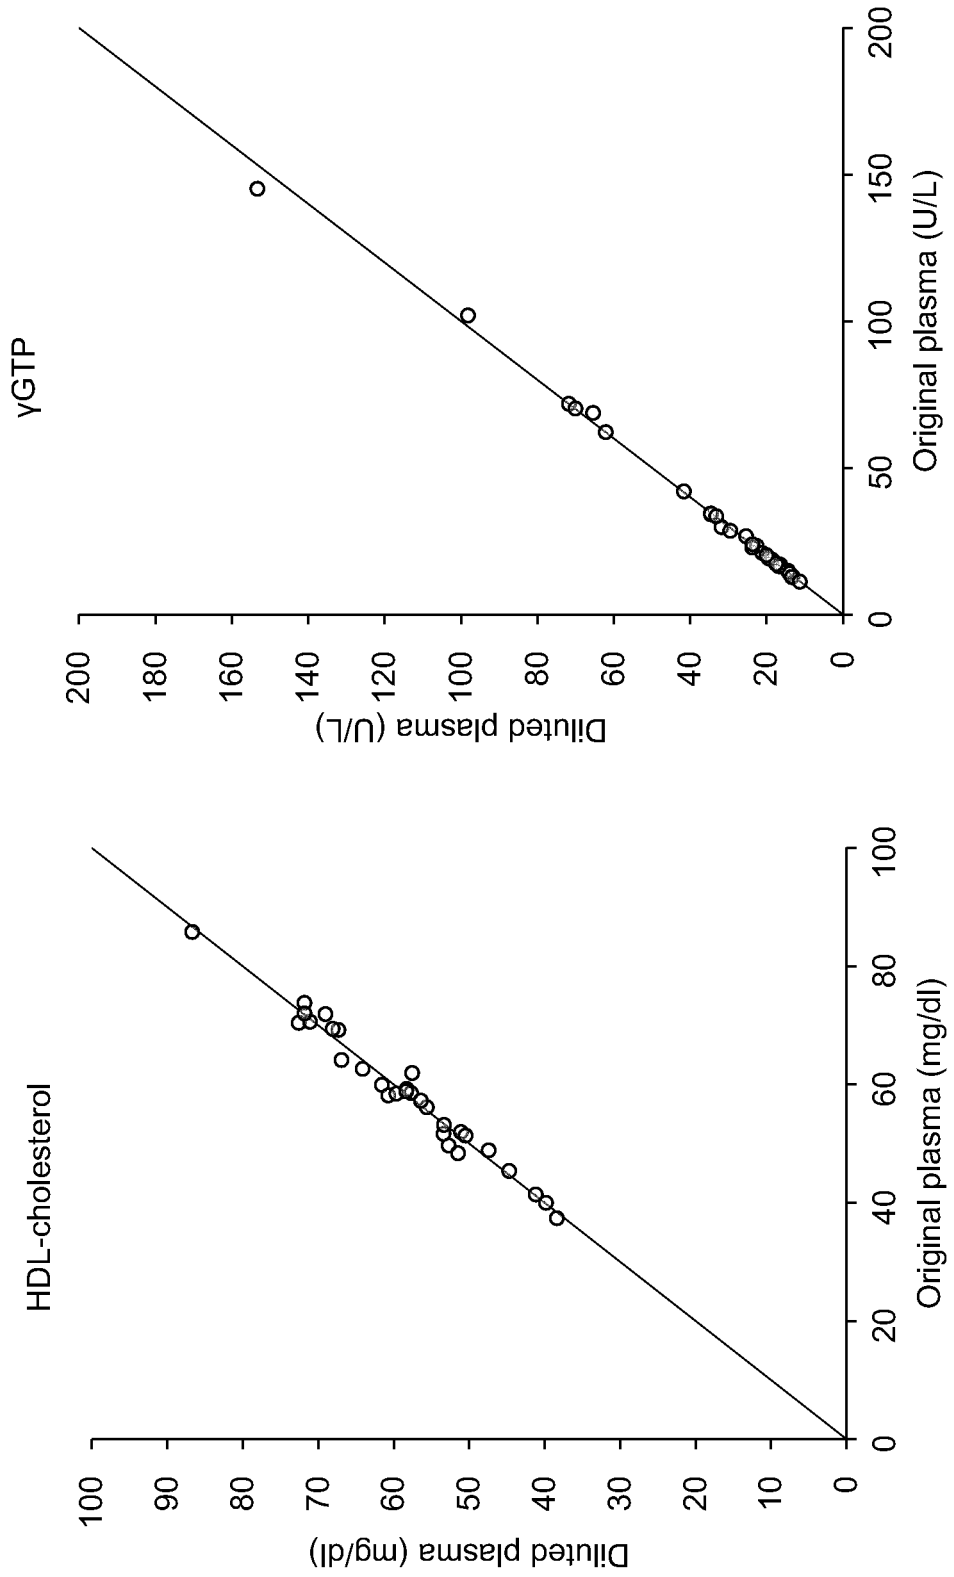 HDL-cholesterol
Diluted plasma (mg/dl)
100
90
80
70
60
50
40
30
20
10
0
0 20 40 60 80 100
Original plasma (mg/dl)
γGTP
Diluted plasma (U/L)
200
180
160
140
120
100
80
60
40
20
0
0 50 100 150 200
Original plasma (U/L)